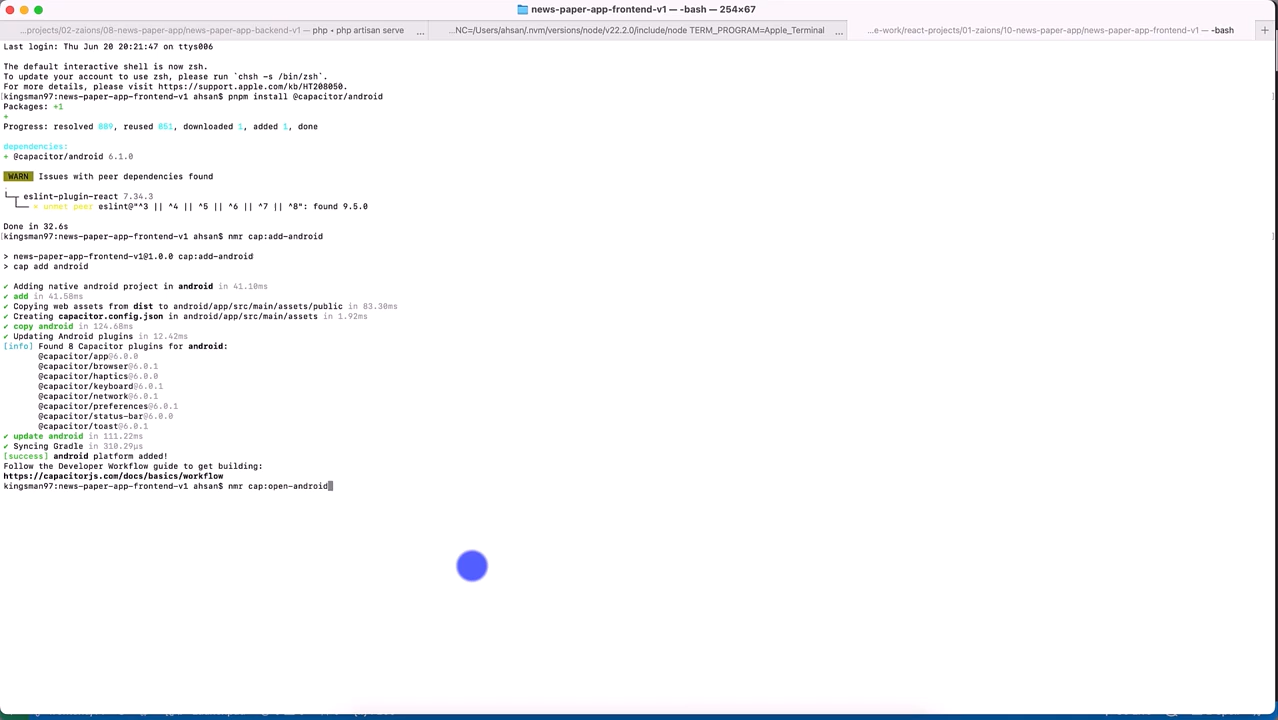 news-paper-app-frontend-v1 — -bash — 254×67
...projects/02-zaions/08-news-paper-app/news-paper-app-backend-v1 — php • php artisan serve ...
...NC=/Users/ahsan/.nvm/versions/node/v22.2.0/include/node TERM_PROGRAM=Apple_Terminal ...
...e-work/react-projects/01-zaions/10-news-paper-app/news-paper-app-frontend-v1 — -bash
Last login: Thu Jun 20 20:21:47 on ttys006
The default interactive shell is now zsh.
To update your account to use zsh, please run `chsh -s /bin/zsh`.
For more details, please visit https://support.apple.com/kb/HT208050.
[kingsman97:news-paper-app-frontend-v1 ahsan$ pnpm install @capacitor/android ]
Packages: +1
+
Progress: resolved 889, reused 851, downloaded 1, added 1, done
dependencies:
+ @capacitor/android 6.1.0
WARN Issues with peer dependencies found
.
└─┬ eslint-plugin-react 7.34.3
└── ✕ unmet peer eslint@"^3 || ^4 || ^5 || ^6 || ^7 || ^8": found 9.5.0
Done in 32.6s
[kingsman97:news-paper-app-frontend-v1 ahsan$ nmr cap:add-android ]
> news-paper-app-frontend-v1@1.0.0 cap:add-android
> cap add android
✔ Adding native android project in android in 41.10ms
✔ add in 41.58ms
✔ Copying web assets from dist to android/app/src/main/assets/public in 83.30ms
✔ Creating capacitor.config.json in android/app/src/main/assets in 1.92ms
✔ copy android in 124.68ms
✔ Updating Android plugins in 12.42ms
[info] Found 8 Capacitor plugins for android:
@capacitor/app@6.0.0
@capacitor/browser@6.0.1
@capacitor/haptics@6.0.0
@capacitor/keyboard@6.0.1
@capacitor/network@6.0.1
@capacitor/preferences@6.0.1
@capacitor/status-bar@6.0.0
@capacitor/toast@6.0.1
✔ update android in 111.22ms
✔ Syncing Gradle in 310.29μs
[success] android platform added!
Follow the Developer Workflow guide to get building:
https://capacitorjs.com/docs/basics/workflow
kingsman97:news-paper-app-frontend-v1 ahsan$ nmr cap:open-android